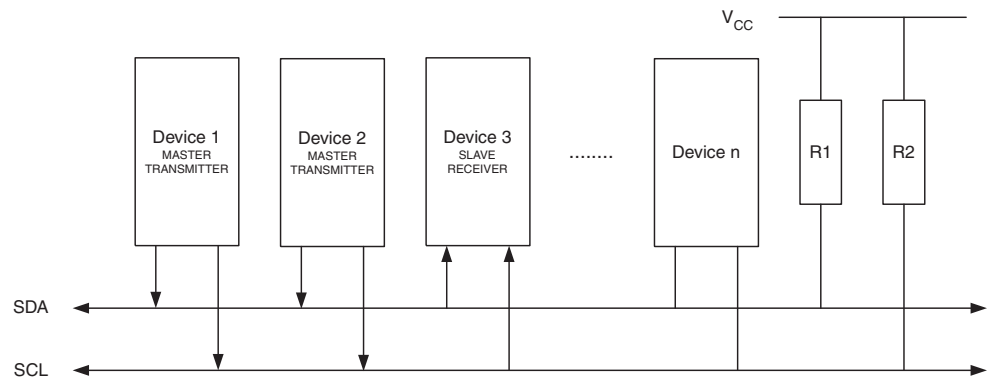 V_CC
Device 1
MASTER
TRANSMITTER
Device 2
MASTER
TRANSMITTER
Device 3
SLAVE
RECEIVER
........
Device n
R1
R2
SDA
SCL